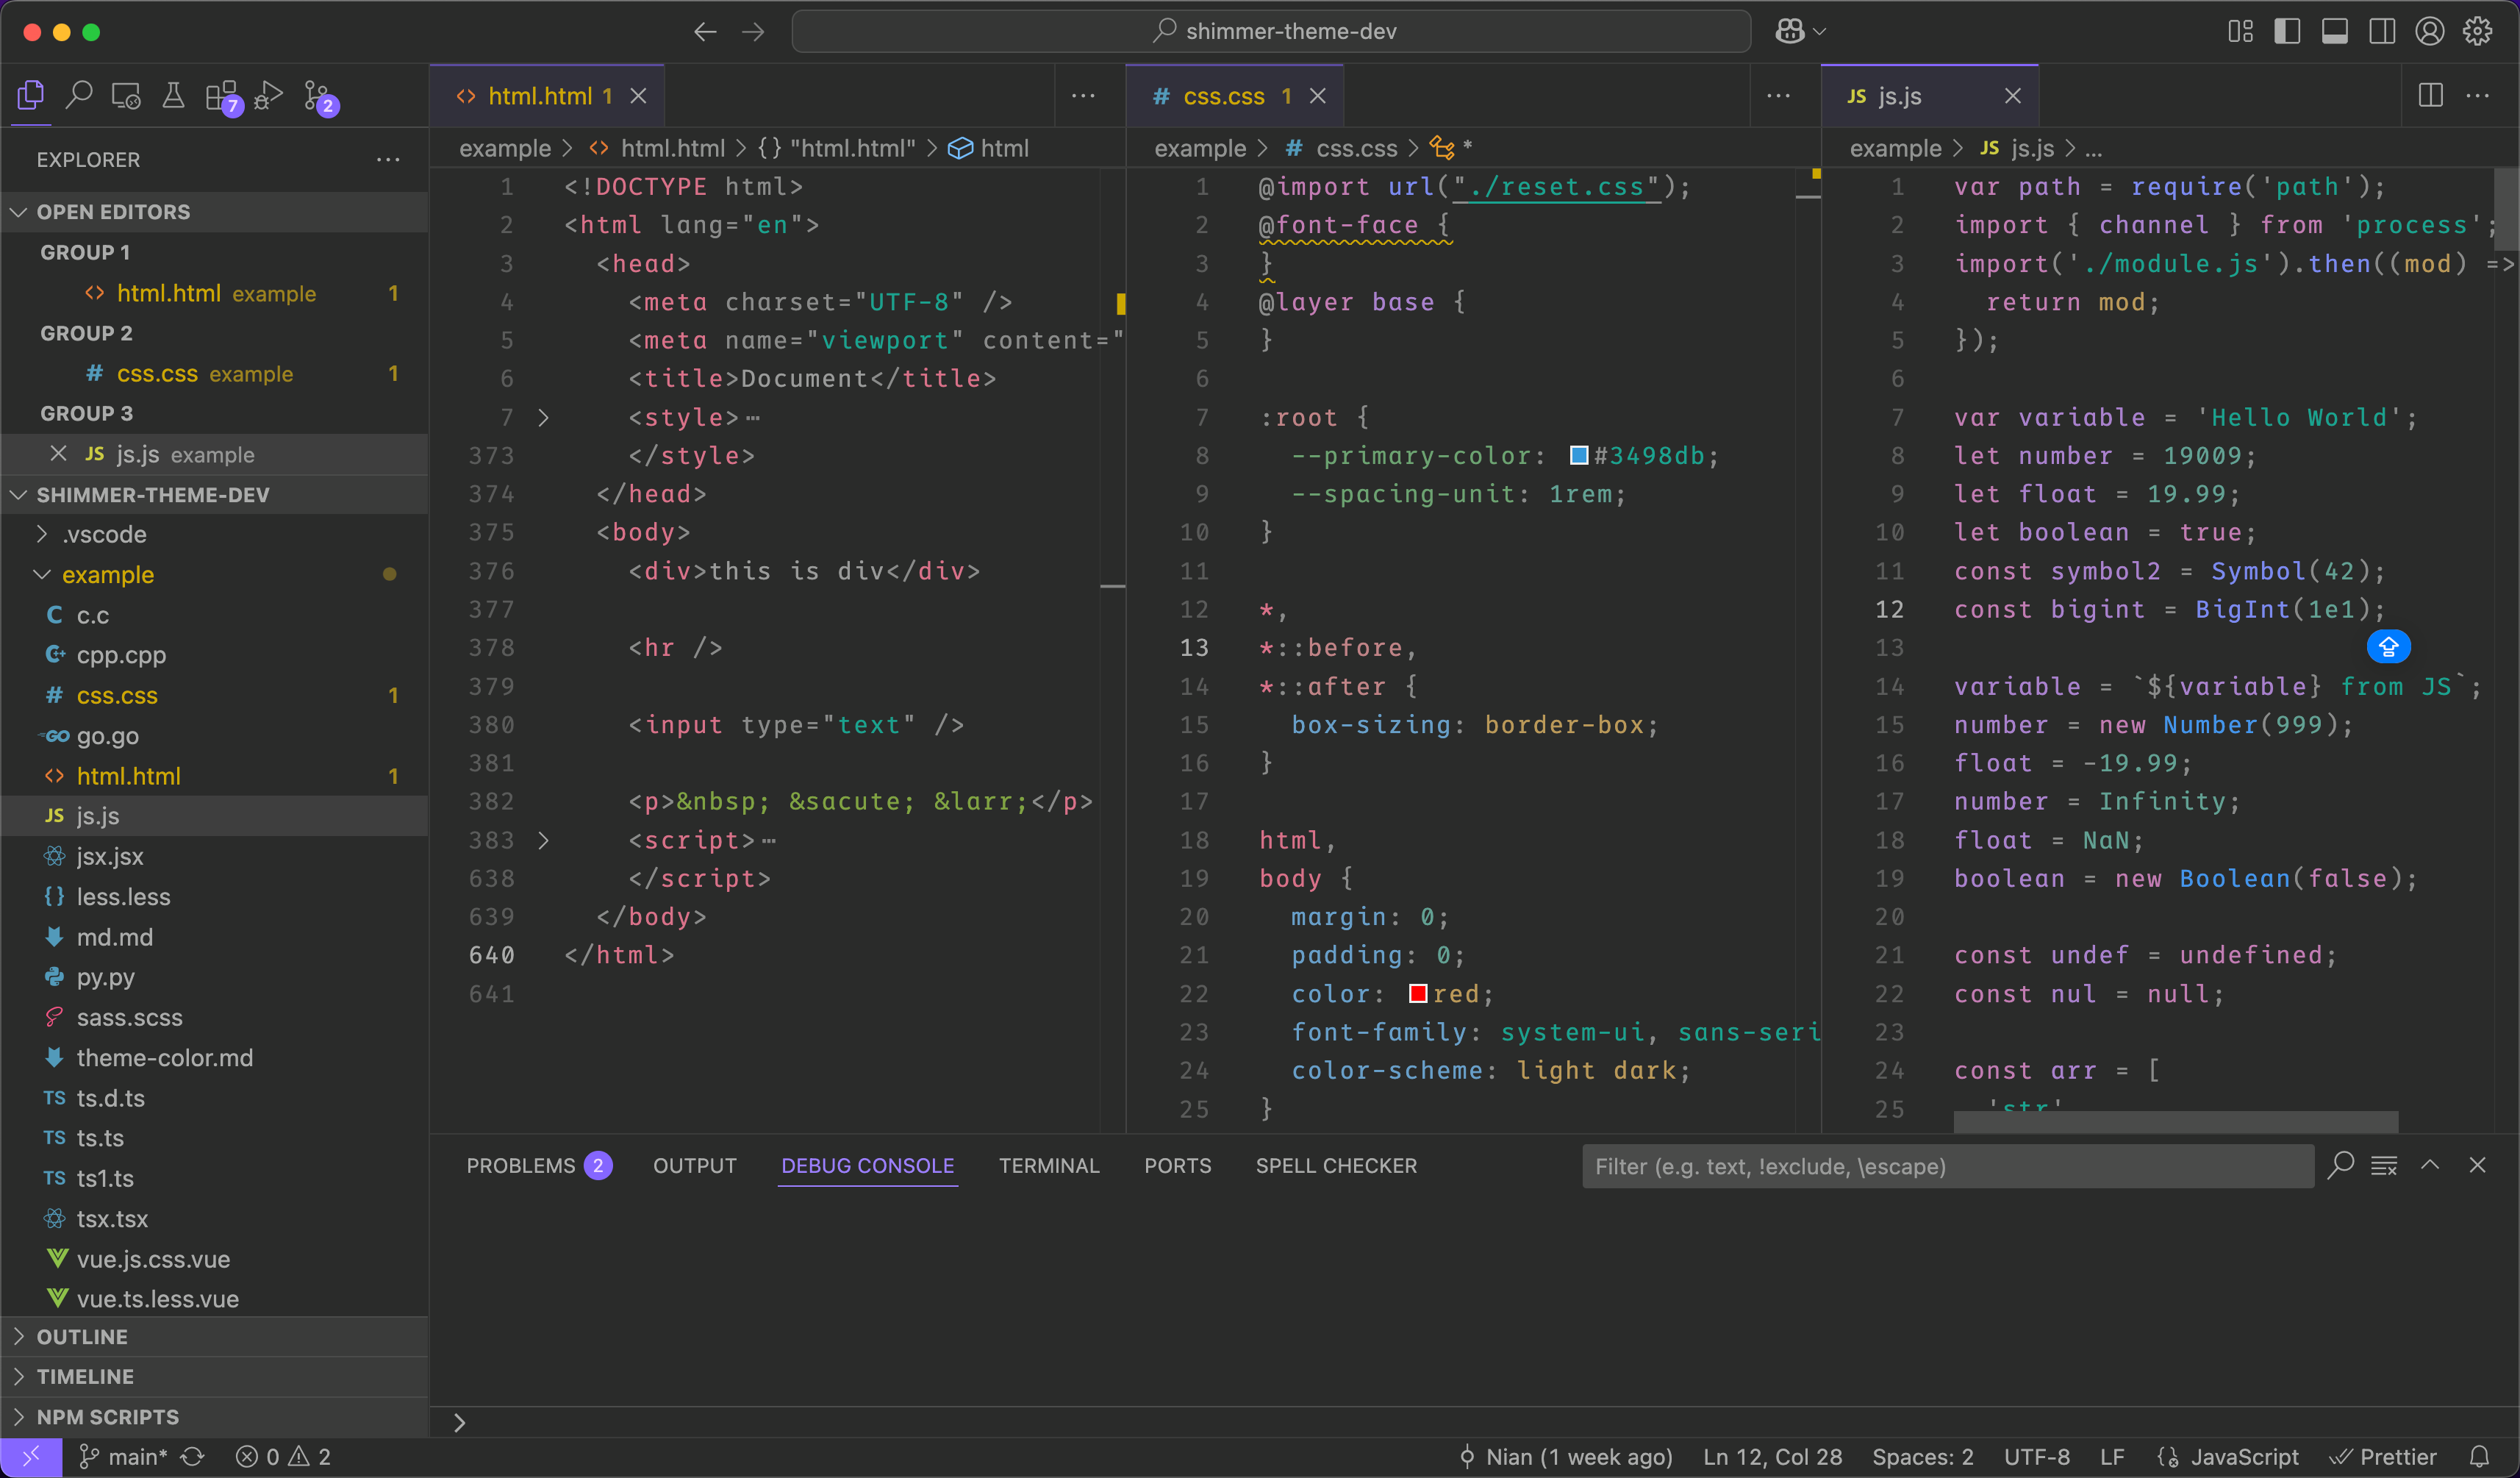 shimmer-theme-dev
7
2
EXPLORER
OPEN EDITORS
GROUP 1
html.html example 1
GROUP 2
css.css example 1
GROUP 3
JS js.js example
SHIMMER-THEME-DEV
.vscode
example
C c.c
cpp.cpp
# css.css 1
GO go.go
<> html.html 1
JS js.js
jsx.jsx
{} less.less
md.md
py.py
sass.scss
theme-color.md
TS ts.d.ts
TS ts.ts
TS ts1.ts
tsx.tsx
vue.js.css.vue
vue.ts.less.vue
OUTLINE
TIMELINE
NPM SCRIPTS
<> html.html 1
example > <> html.html > {} "html.html" > html
1 <!DOCTYPE html>
2 <html lang="en">
3 <head>
4 <meta charset="UTF-8" />
5 <meta name="viewport" content="
6 <title>Document</title>
7 <style>⋯
373 </style>
374 </head>
375 <body>
376 <div>this is div</div>
377
378 <hr />
379
380 <input type="text" />
381
382 <p>&nbsp; &sacute; &larr;</p>
383 <script>⋯
638 </script>
639 </body>
640 </html>
641
# css.css 1
example > # css.css > *
1 @import url("./reset.css");
2 @font-face {
3 }
4 @layer base {
5 }
6
7 :root {
8 --primary-color: #3498db;
9 --spacing-unit: 1rem;
10 }
11
12 *,
13 *::before,
14 *::after {
15 box-sizing: border-box;
16 }
17
18 html,
19 body {
20 margin: 0;
21 padding: 0;
22 color: red;
23 font-family: system-ui, sans-seri
24 color-scheme: light dark;
25 }
JS js.js
example > JS js.js > ...
1 var path = require('path');
2 import { channel } from 'process';
3 import('./module.js').then((mod) =>
4 return mod;
5 });
6
7 var variable = 'Hello World';
8 let number = 19009;
9 let float = 19.99;
10 let boolean = true;
11 const symbol2 = Symbol(42);
12 const bigint = BigInt(1e1);
13
14 variable = `${variable} from JS`;
15 number = new Number(999);
16 float = -19.99;
17 number = Infinity;
18 float = NaN;
19 boolean = new Boolean(false);
20
21 const undef = undefined;
22 const nul = null;
23
24 const arr = [
25 'str'
PROBLEMS 2 OUTPUT DEBUG CONSOLE TERMINAL PORTS SPELL CHECKER
Filter (e.g. text, !exclude, \escape)
main* 0 2
Nian (1 week ago) Ln 12, Col 28 Spaces: 2 UTF-8 LF JavaScript Prettier